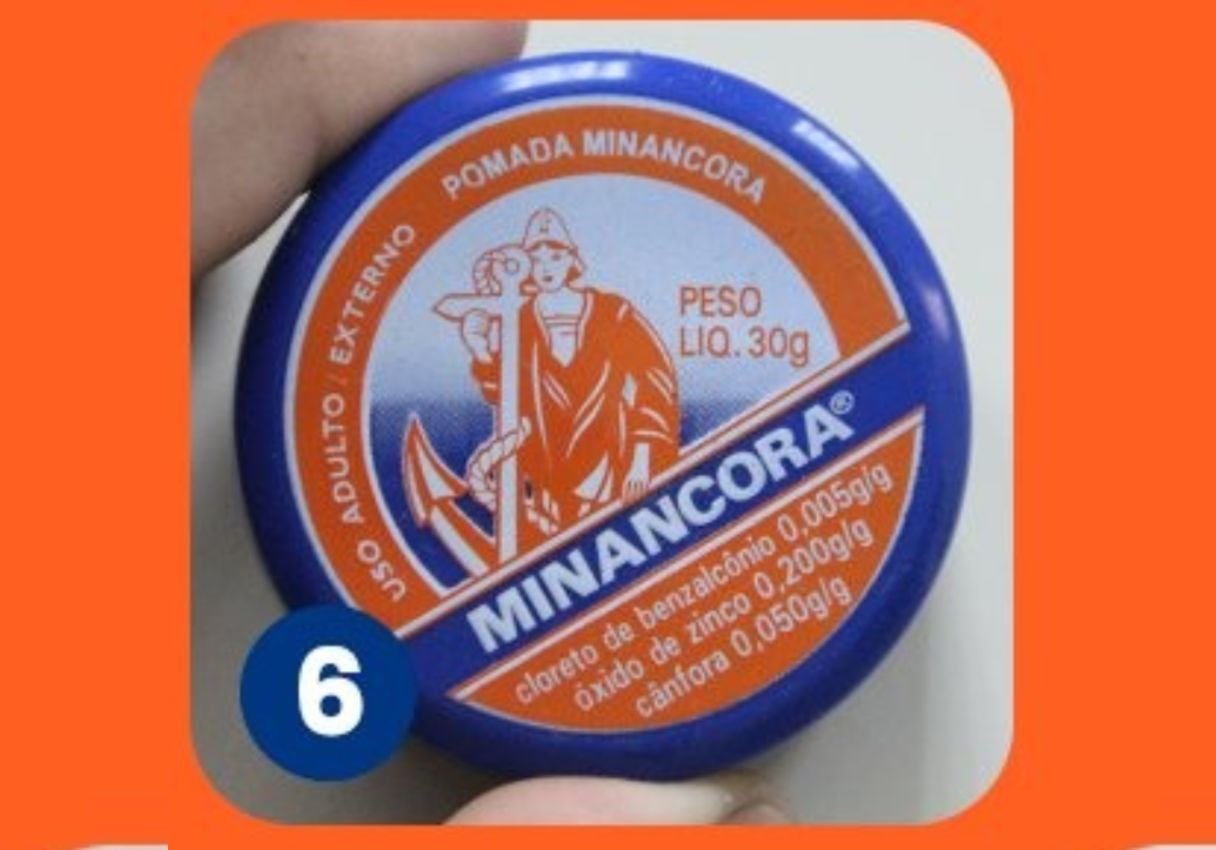 POMADA MINANCORA
USO ADULTO / EXTERNO
PESO
LIQ. 30g
MINANCORA®
cloreto de benzalcônio 0,005g/g
óxido de zinco 0,200g/g
cânfora 0,050g/g
6